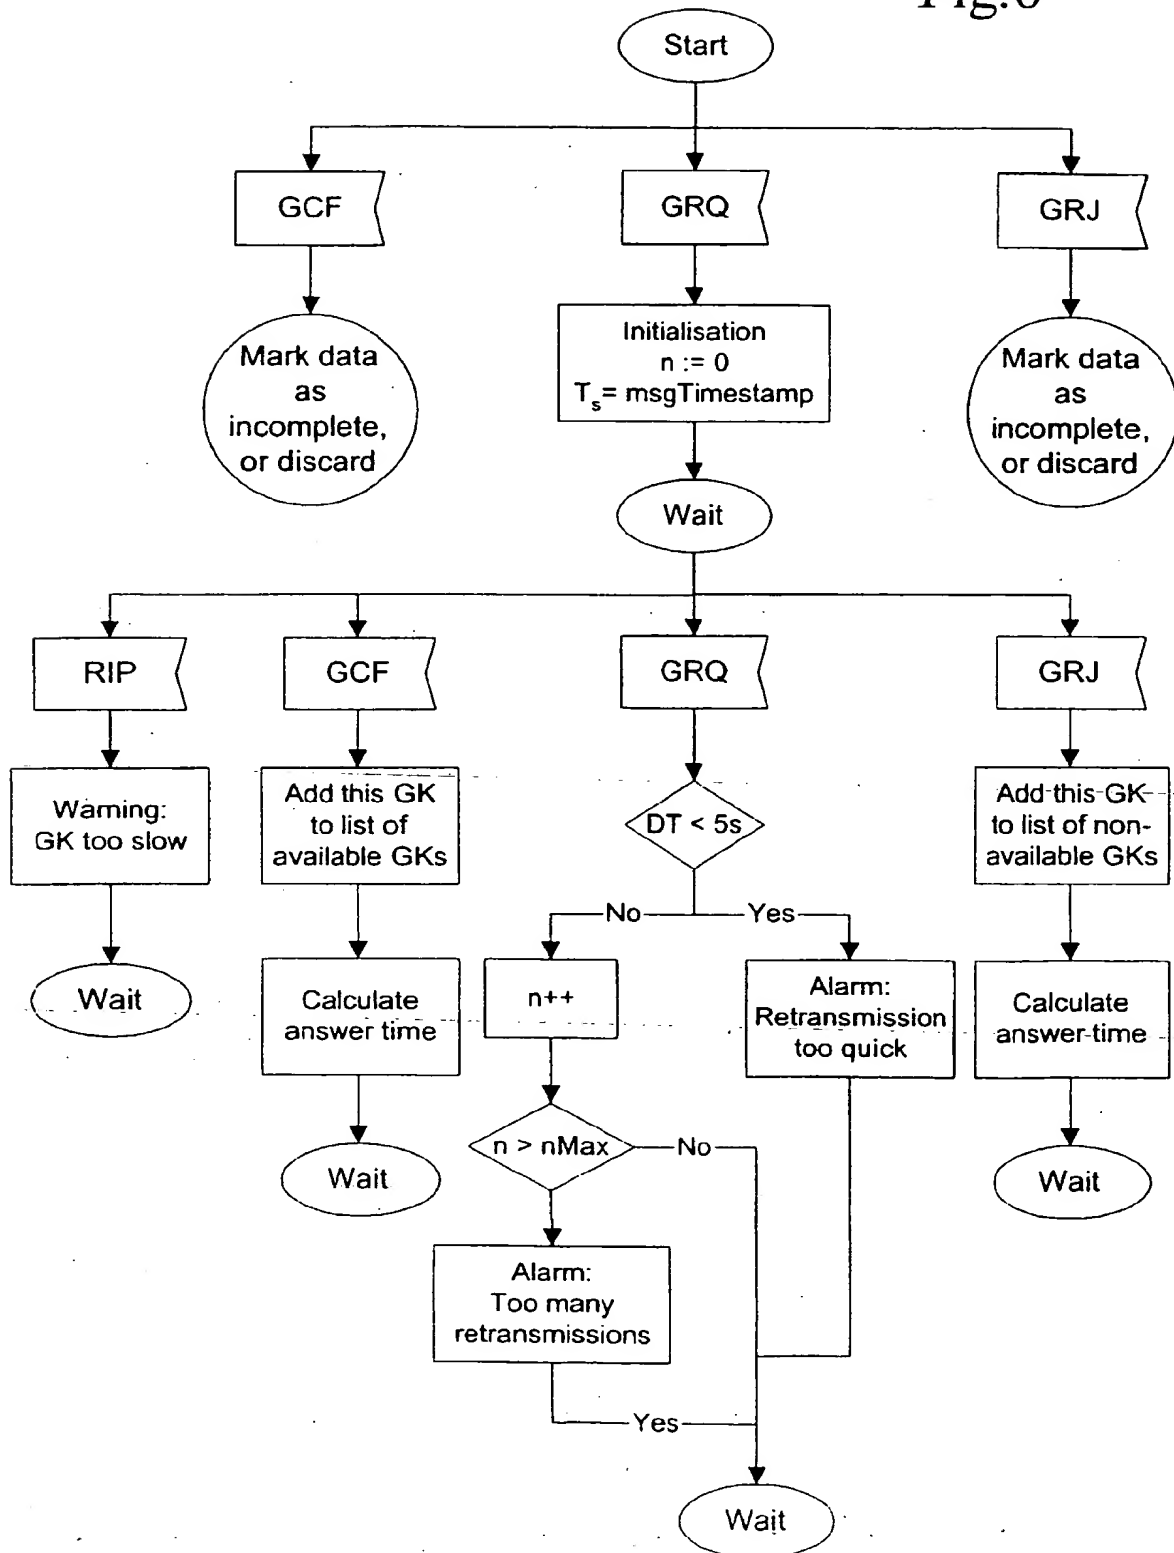 Fig.6
Start
GCF
GRQ
GRJ
Mark data
as
incomplete,
or discard
Initialisation
n := 0
Ts= msgTimestamp
Mark data
as
incomplete,
or discard
Wait
RIP
GCF
GRQ
GRJ
Warning:
GK too slow
Add this GK
to list of
available GKs
DT < 5s
Add this GK
to list of non-
available GKs
No
Yes
Wait
Calculate
answer time
n++
Alarm:
Retransmission
too quick
Calculate
answer time
n > nMax
No
Wait
Wait
Alarm:
Too many
retransmissions
Yes
Wait